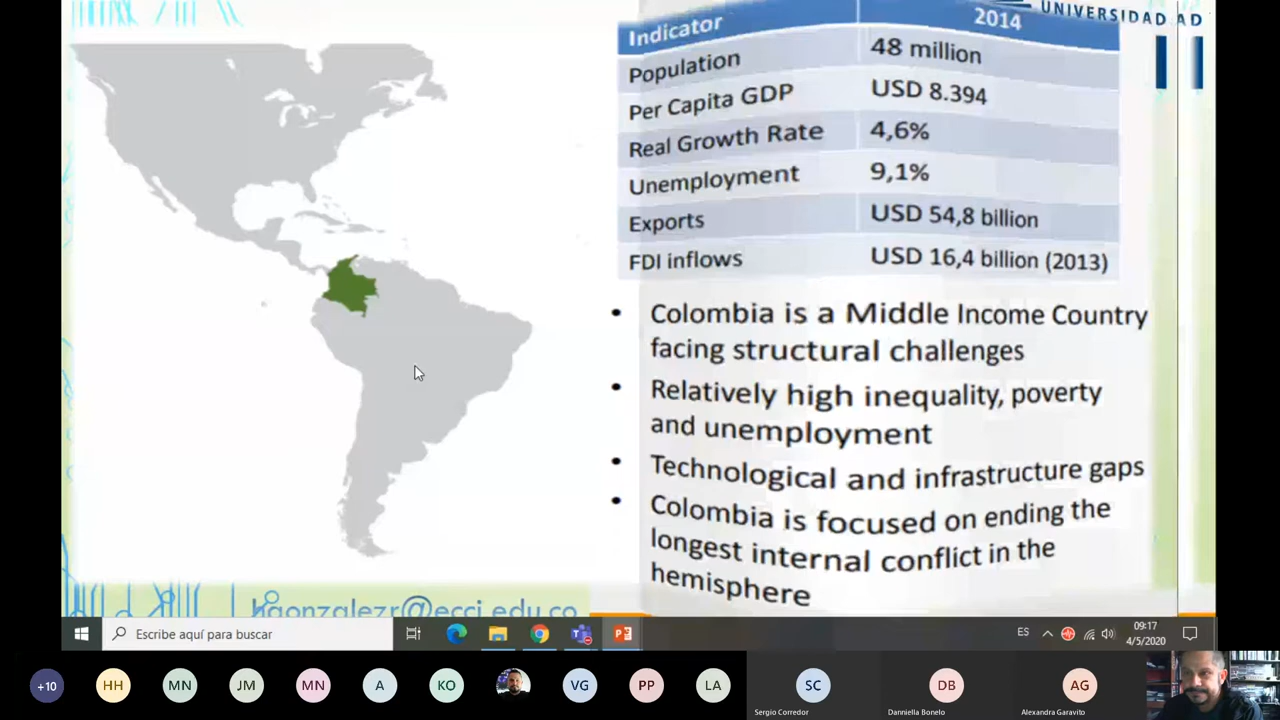 UNIVERSIDAD AD
Indicator 2014
Population 48 million
Per Capita GDP USD 8.394
Real Growth Rate 4,6%
Unemployment 9,1%
Exports USD 54,8 billion
FDI inflows USD 16,4 billion (2013)
• Colombia is a Middle Income Country
facing structural challenges
• Relatively high inequality, poverty
and unemployment
• Technological and infrastructure gaps
• Colombia is focused on ending the
longest internal conflict in the
hemisphere
hgonzalezr@ecci.edu.co
Escribe aquí para buscar
ES
09:17
4/5/2020
+10 HH MN JM MN A KO VG PP LA SC DB AG
Sergio Corredor Danniella Bonelo Alexandra Garavito